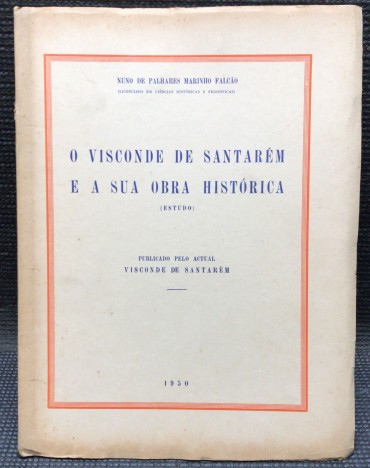 NUNO DE PALHARES MARINHO FALCÃO
(LICENCIADO EM CIÊNCIAS HISTÓRICAS E FILOSÓFICAS)
O VISCONDE DE SANTARÉM
E A SUA OBRA HISTÓRICA
(ESTUDO)
PUBLICADO PELO ACTUAL
VISCONDE DE SANTARÉM
1950